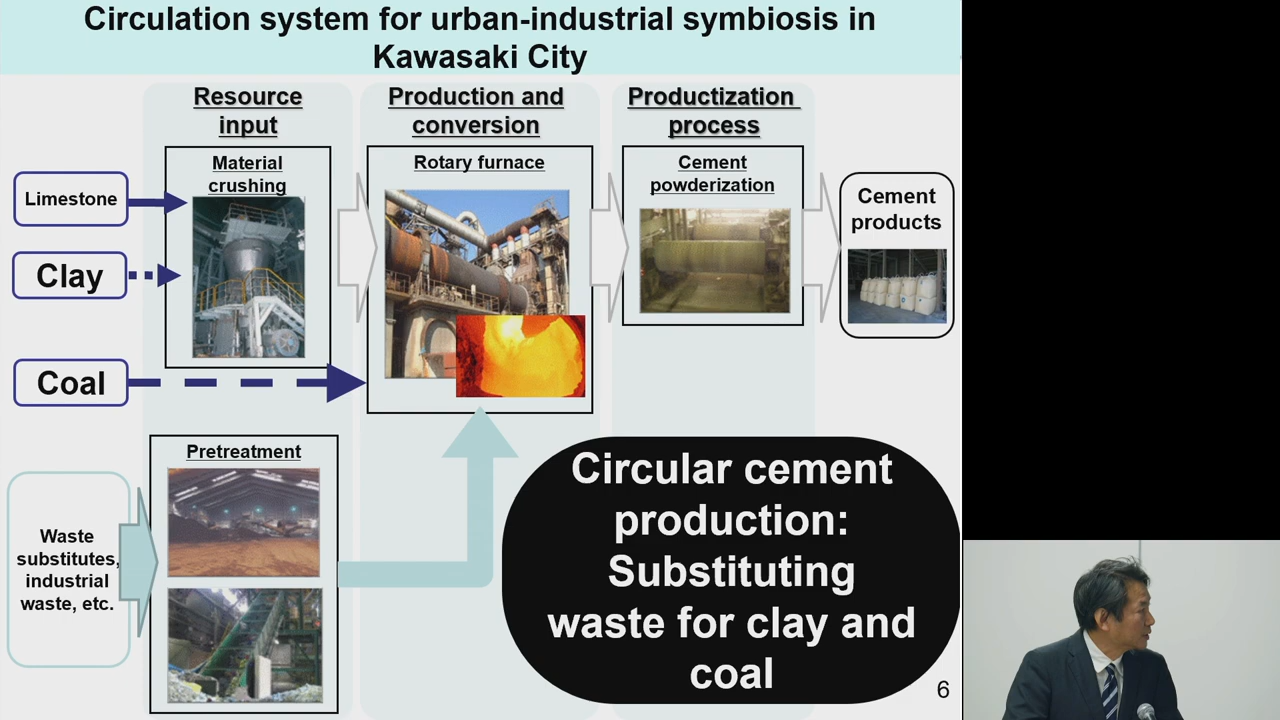 Circulation system for urban-industrial symbiosis in
Kawasaki City
Resource
input
Production and
conversion
Productization
process
Material
crushing
Rotary furnace
Cement
powderization
Limestone
Clay
Coal
Cement
products
Pretreatment
Waste
substitutes,
industrial
waste, etc.
Circular cement
production:
Substituting
waste for clay and
coal
6